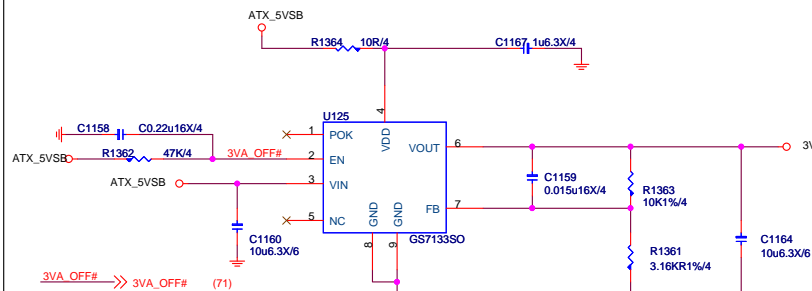 ATX_5VSB
R1364 10R/4
C1167 1u6.3X/4
U125
4
C1158 C0.22u16X/4
1 POK
VDD
VOUT 6
3VA_OFF#
2 EN
ATX_5VSB
R1362 47K/4
3V
ATX_5VSB
3 VIN
C1159
0.015u16X/4
R1363
10K1%/4
5 NC
GND
GND
FB 7
C1160
10u6.3X/6
8
9
GS7133SO
C1164
10u6.3X/6
R1361
3.16KR1%/4
3VA_OFF# 3VA_OFF# (71)